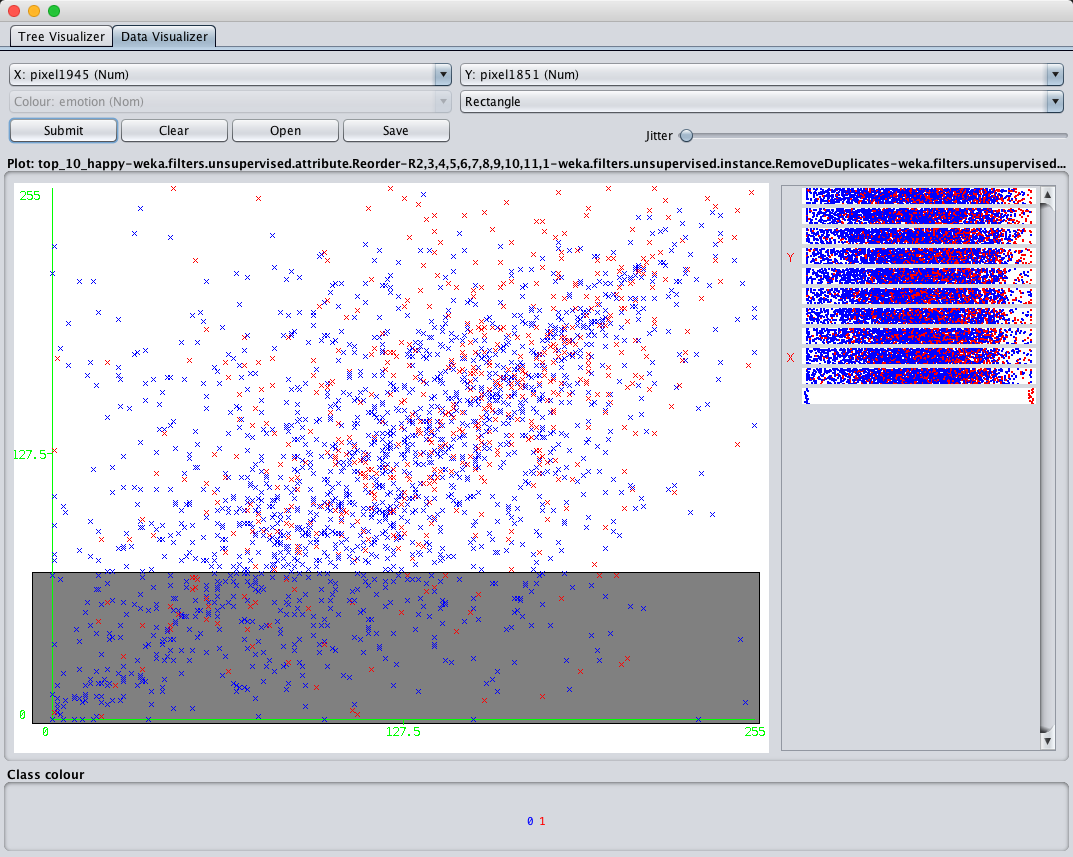 Tree Visualizer Data Visualizer
X: pixel1945 (Num) Y: pixel1851 (Num)
Colour: emotion (Nom) Rectangle
Submit Clear Open Save Jitter
Plot: top_10_happy-weka.filters.unsupervised.attribute.Reorder-R2,3,4,5,6,7,8,9,10,11,1-weka.filters.unsupervised.instance.RemoveDuplicates-weka.filters.unsupervised...
255
Y
X
127.5
0
0 127.5 255
Class colour
0 1